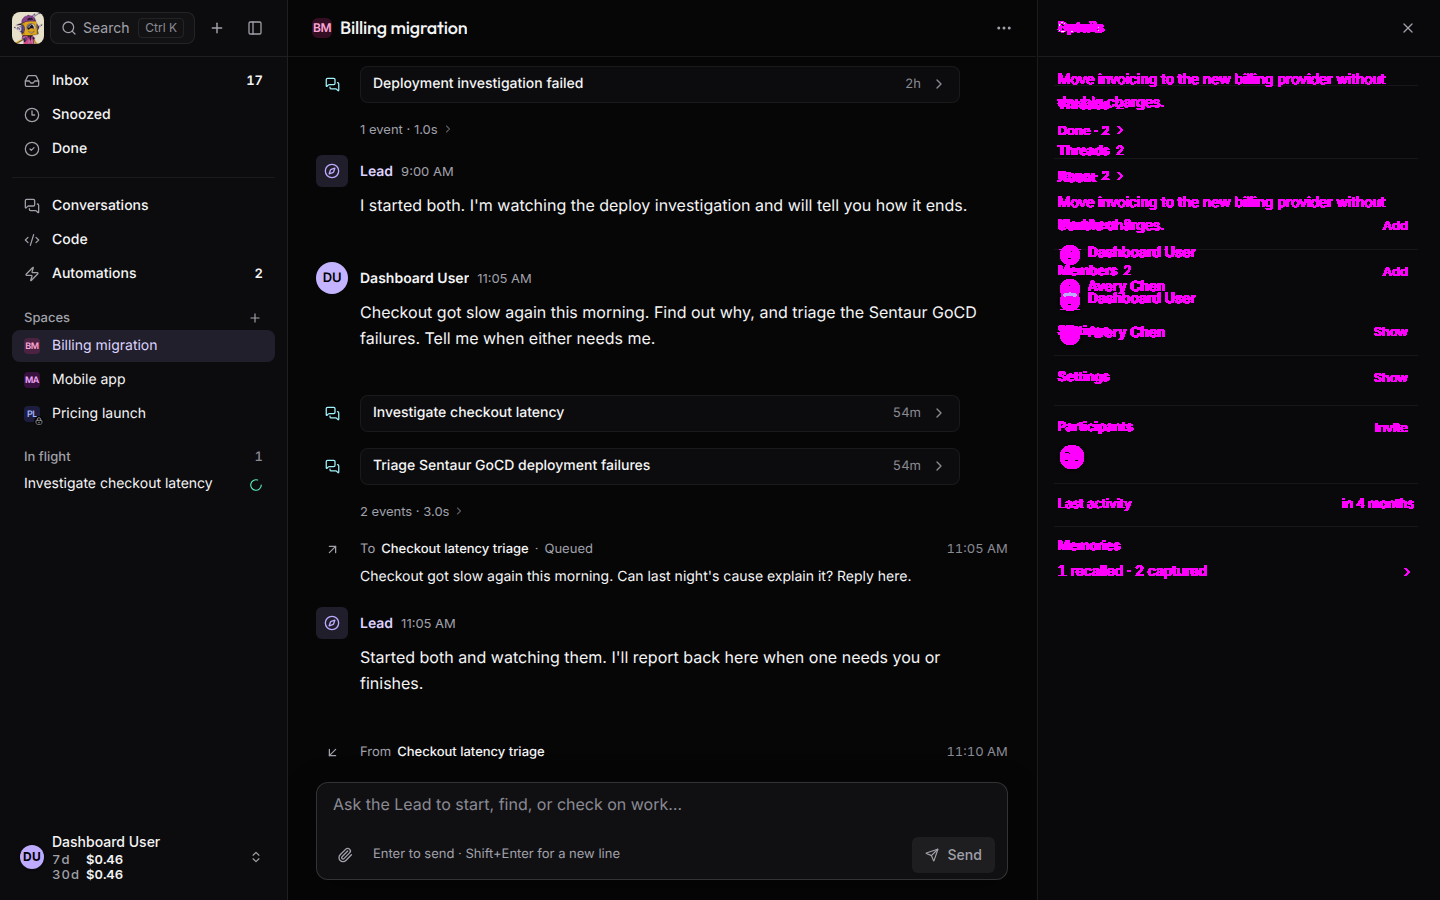 Search Ctrl K
Inbox 17
Snoozed
Done
Conversations
Code
Automations 2
Spaces
BM Billing migration
MA Mobile app
PL Pricing launch
In flight 1
Investigate checkout latency
DU Dashboard User
7d $0.46
30d $0.46
BM Billing migration
Deployment investigation failed 2h
1 event · 1.0s
Lead 9:00 AM
I started both. I'm watching the deploy investigation and will tell you how it ends.
DU Dashboard User 11:05 AM
Checkout got slow again this morning. Find out why, and triage the Sentaur GoCD
failures. Tell me when either needs me.
Investigate checkout latency 54m
Triage Sentaur GoCD deployment failures 54m
2 events · 3.0s
To Checkout latency triage · Queued 11:05 AM
Checkout got slow again this morning. Can last night's cause explain it? Reply here.
Lead 11:05 AM
Started both and watching them. I'll report back here when one needs you or
finishes.
From Checkout latency triage 11:10 AM
Ask the Lead to start, find, or check on work...
Enter to send · Shift+Enter for a new line
Send
Move invoicing to the new billing provider without
charges.
Done · 2
Threads 2
2
Move invoicing to the new billing provider without
charges. Add
Dashboard User
Members 2 Add
Avery Chen
Dashboard User
Avery Chen Show
Settings Show
Participants Invite
Last activity in 4 months
Memories
1 recalled · 2 captured